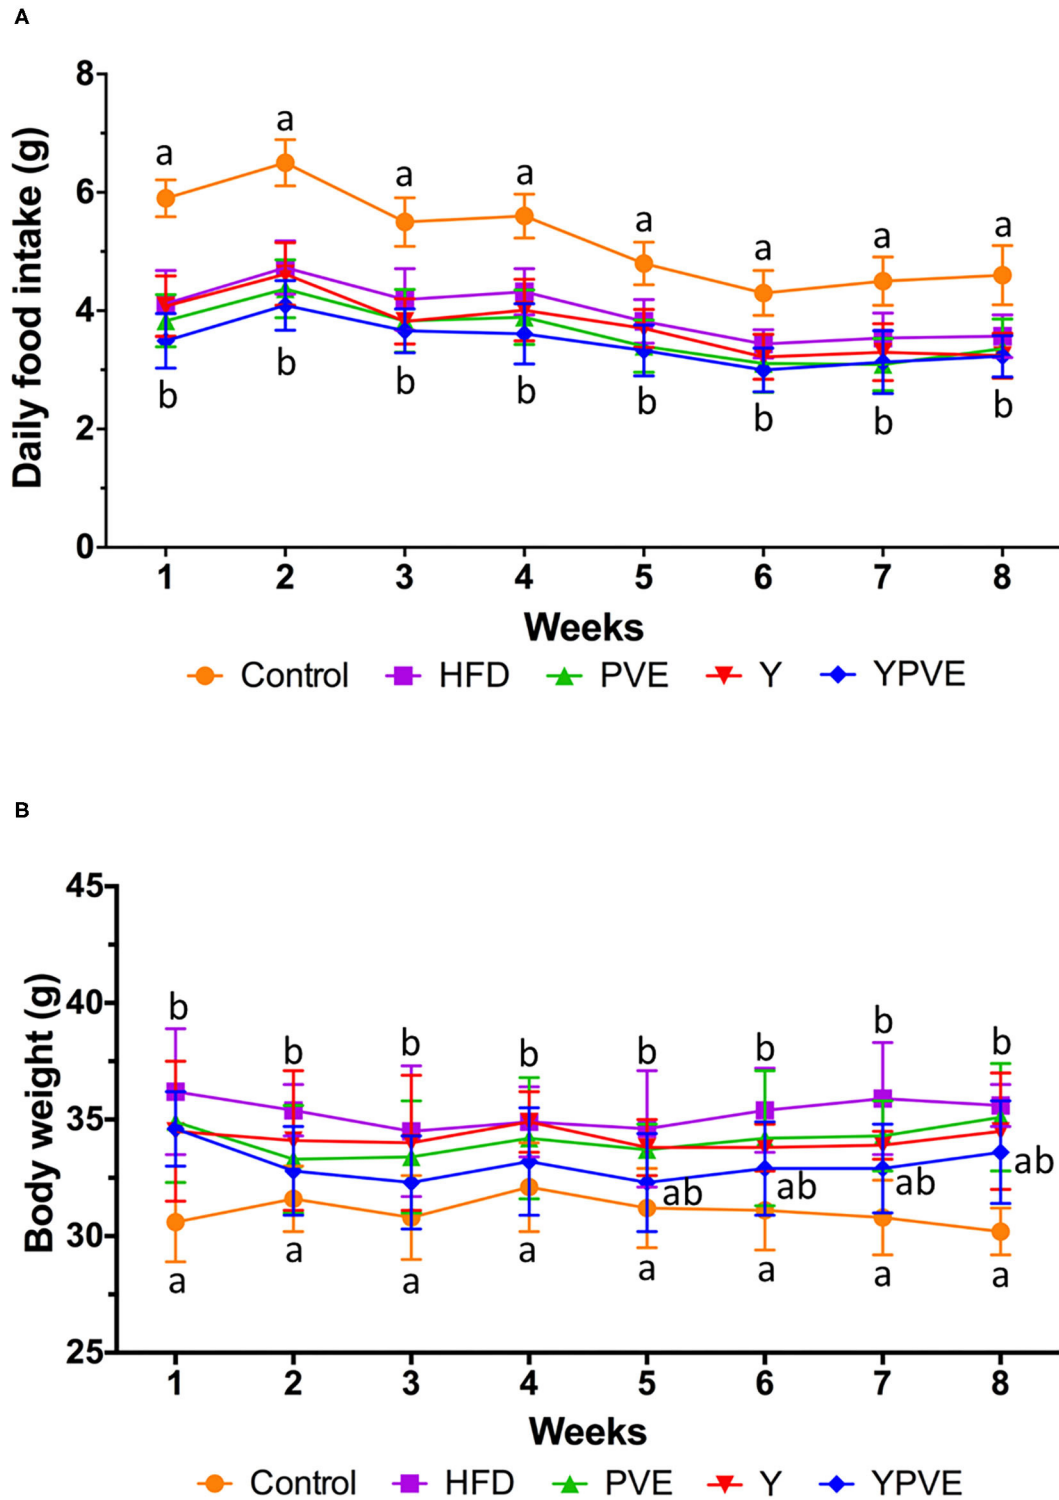 A
8
6
4
2
0
Daily food intake (g)
a
a
a
a
a
a
a
a
b
b
b
b
b
b
b
b
1 2 3 4 5 6 7 8
Weeks
Control HFD PVE Y YPVE
B
45
40
35
30
25
Body weight (g)
b
b
b
b
b
b
b
b
ab
ab
ab
ab
a
a
a
a
a
a
a
a
1 2 3 4 5 6 7 8
Weeks
Control HFD PVE Y YPVE